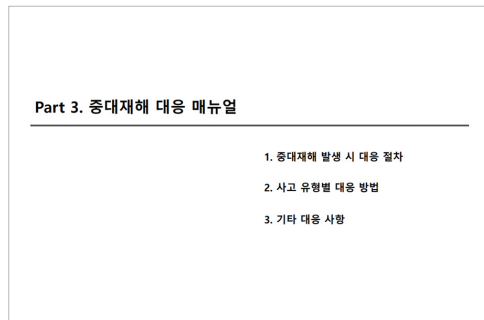 Part 3. 중대재해 대응 매뉴얼
1. 중대재해 발생 시 대응 절차
2. 사고 유형별 대응 방법
3. 기타 대응 사항